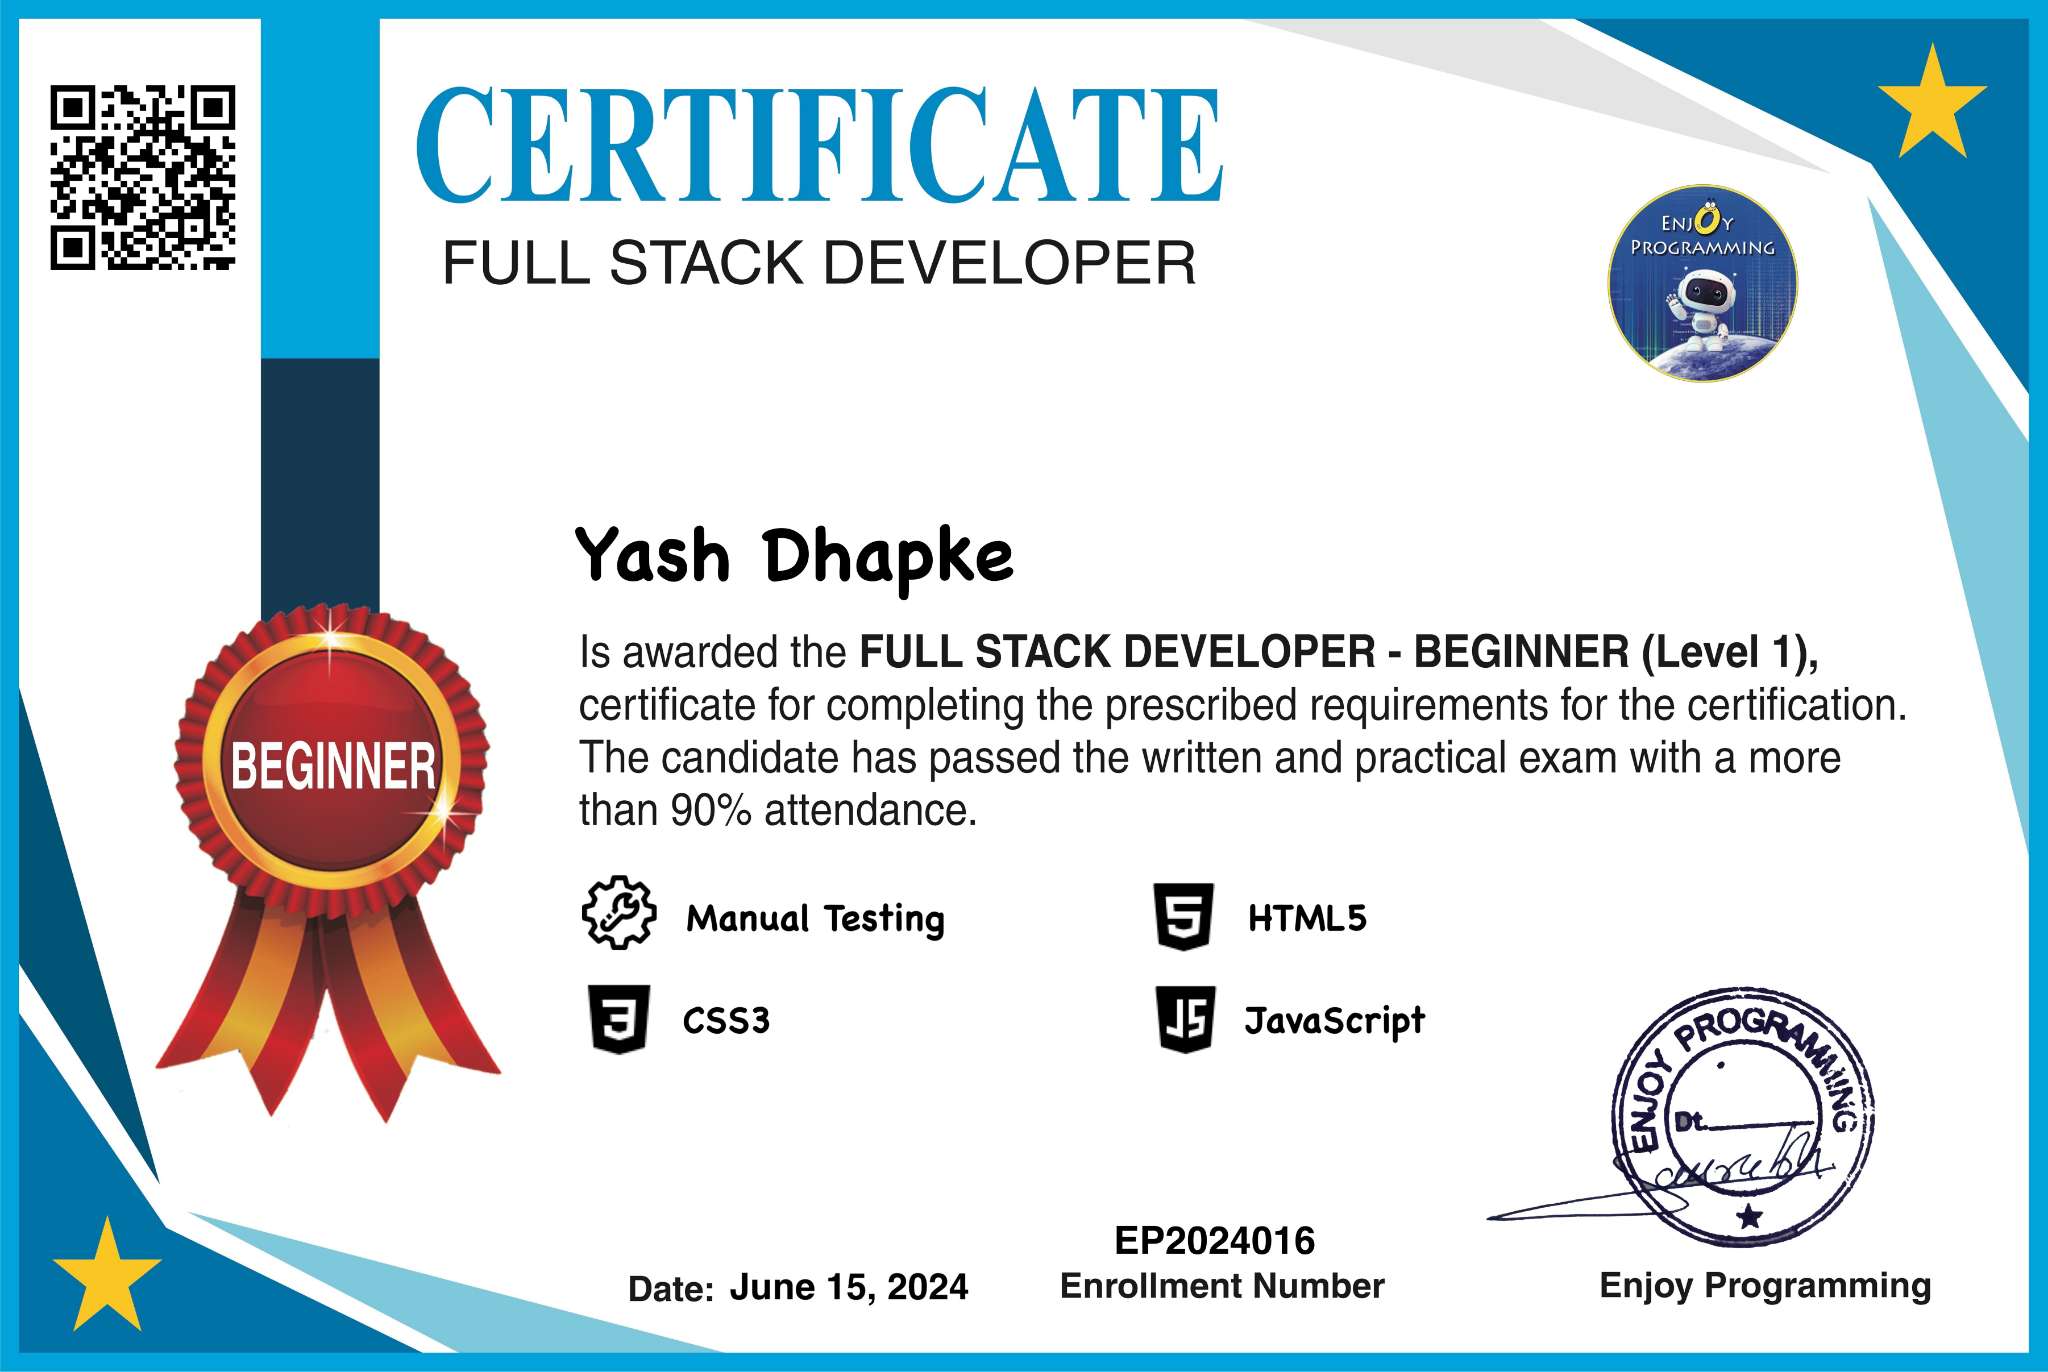 CERTIFICATE
FULL STACK DEVELOPER
ENJOY
PROGRAMMING
Yash Dhapke
Is awarded the FULL STACK DEVELOPER - BEGINNER (Level 1),
certificate for completing the prescribed requirements for the certification.
The candidate has passed the written and practical exam with a more
than 90% attendance.
BEGINNER
Manual Testing
HTML5
CSS3
JavaScript
ENJOY PROGRAMMING
Dt.
Saurabh
EP2024016
Date: June 15, 2024
Enrollment Number
Enjoy Programming